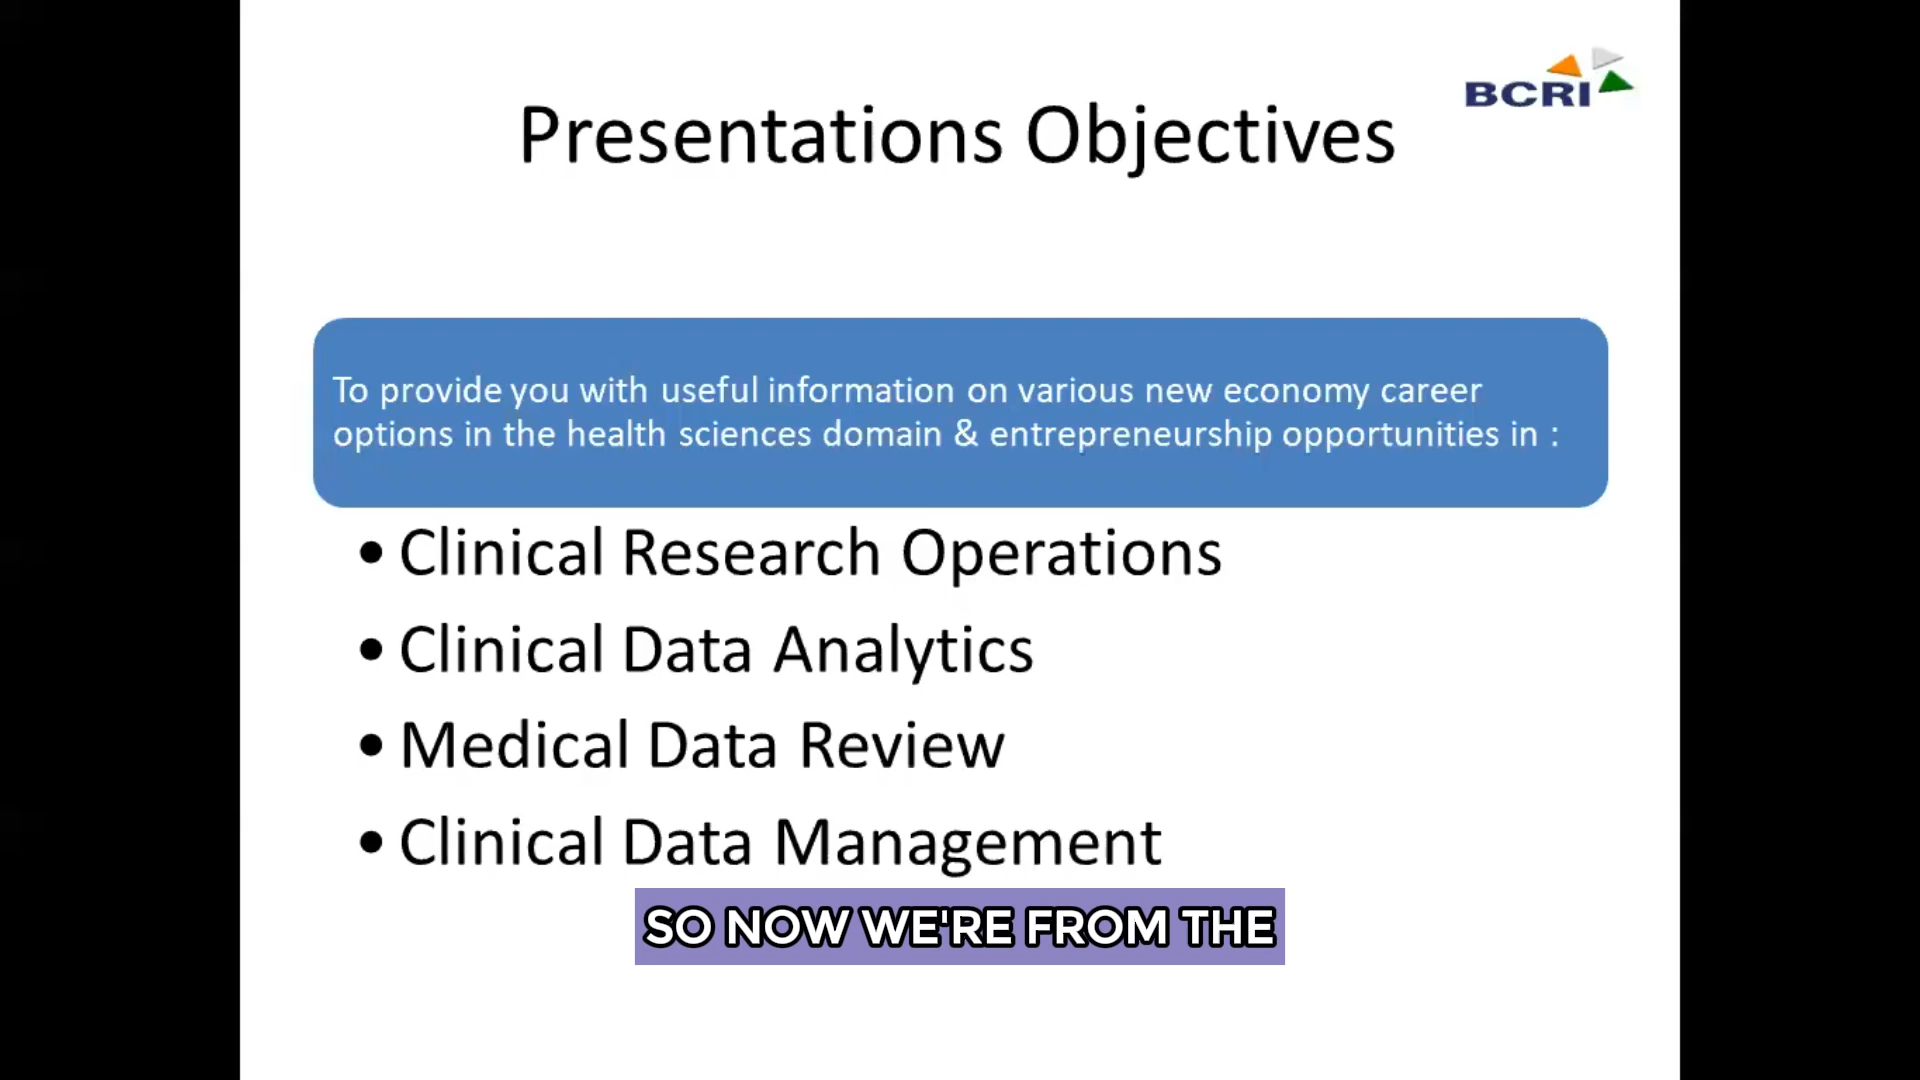 BCRI
Presentations Objectives
To provide you with useful information on various new economy career
options in the health sciences domain & entrepreneurship opportunities in :
• Clinical Research Operations
• Clinical Data Analytics
• Medical Data Review
• Clinical Data Management
SO NOW WE'RE FROM THE